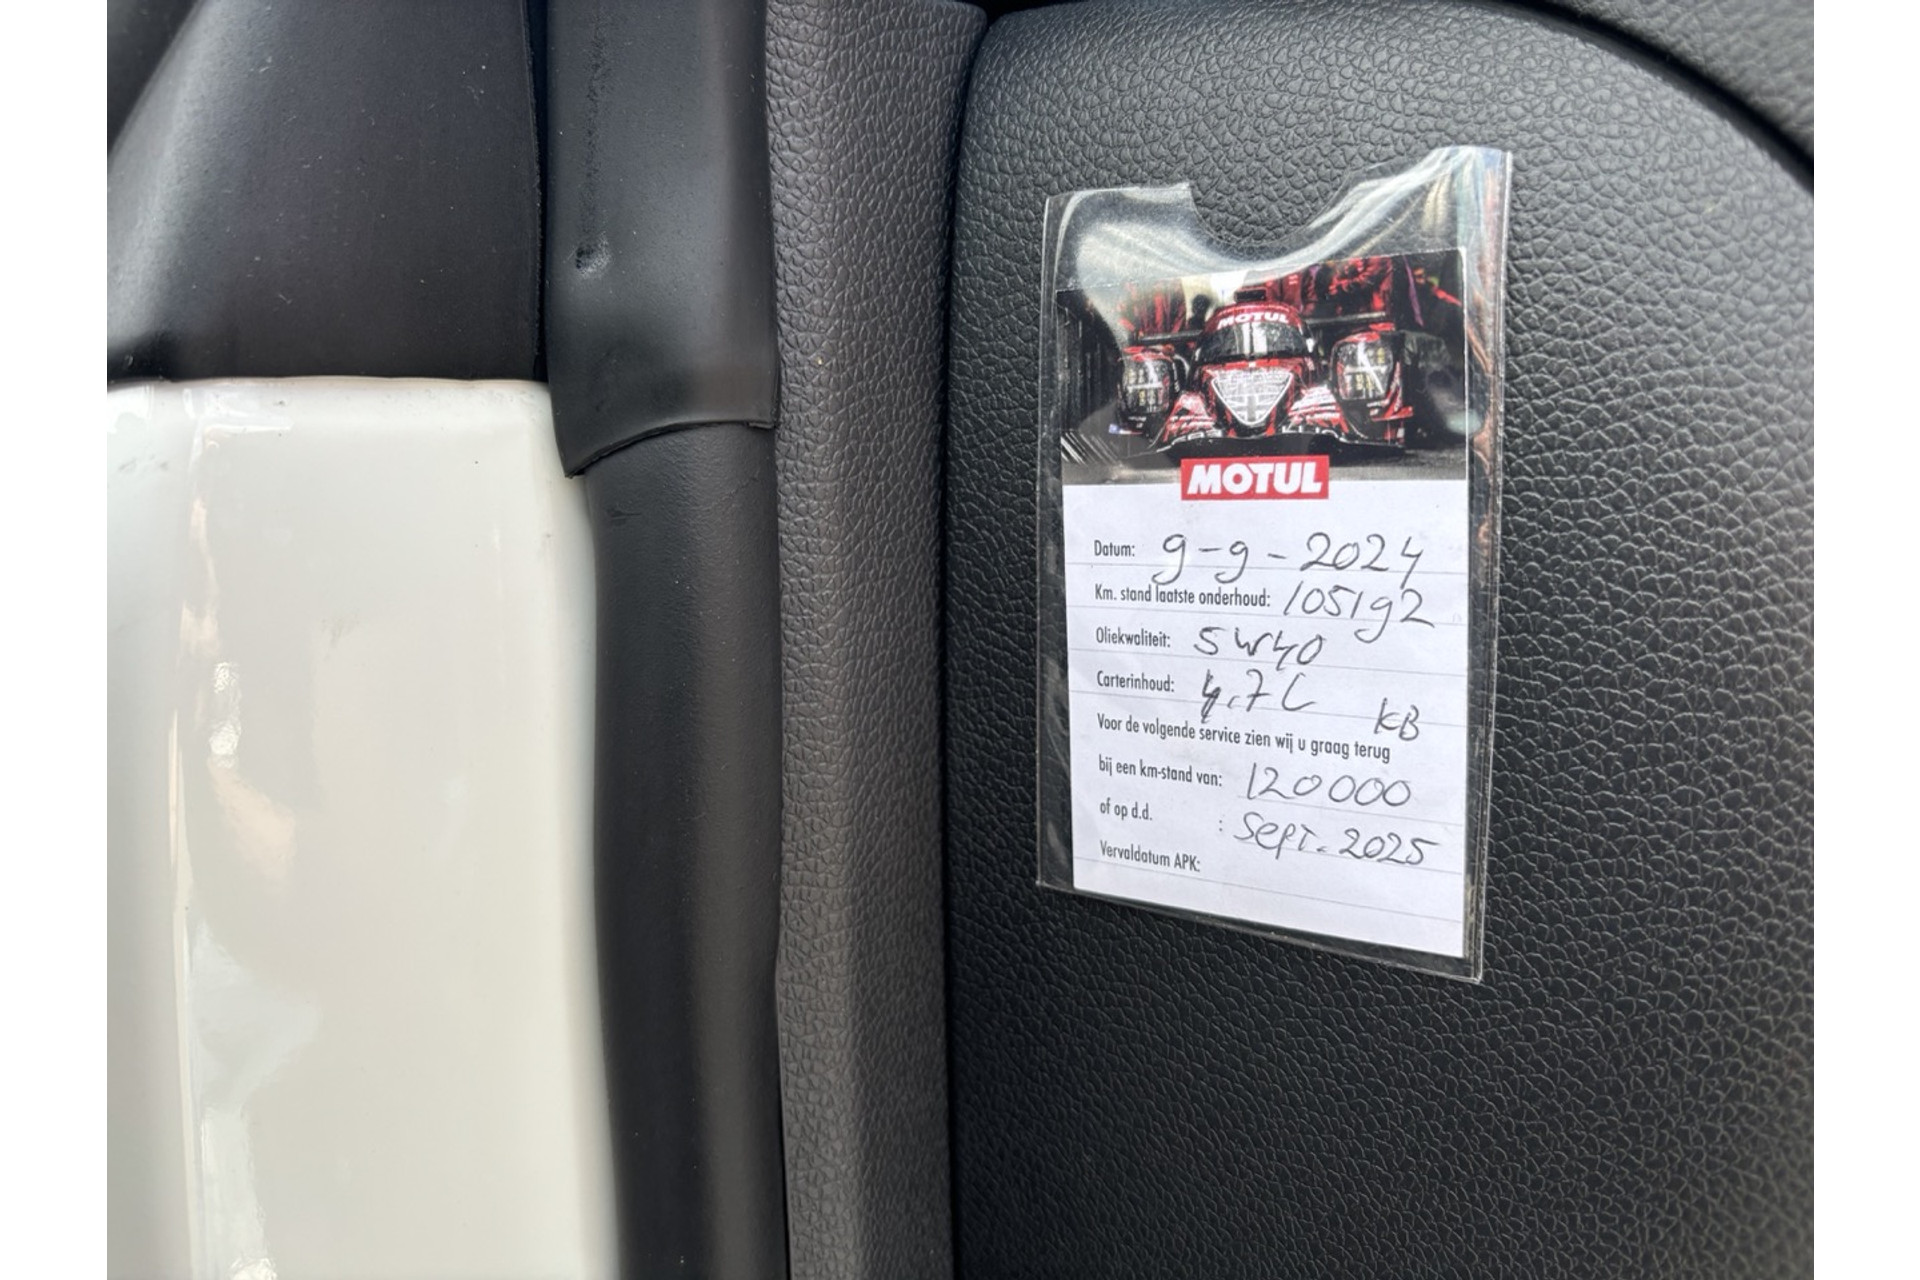 MOTUL
MOTUL
Datum: 9-9-2024
Km. stand laatste onderhoud: 105192
Oliekwaliteit: 5W40
Carterinhoud: 4,7L KB
Voor de volgende service zien wij u graag terug
bij een km-stand van: 120000
of op d.d. : Sept. 2025
Vervaldatum APK: